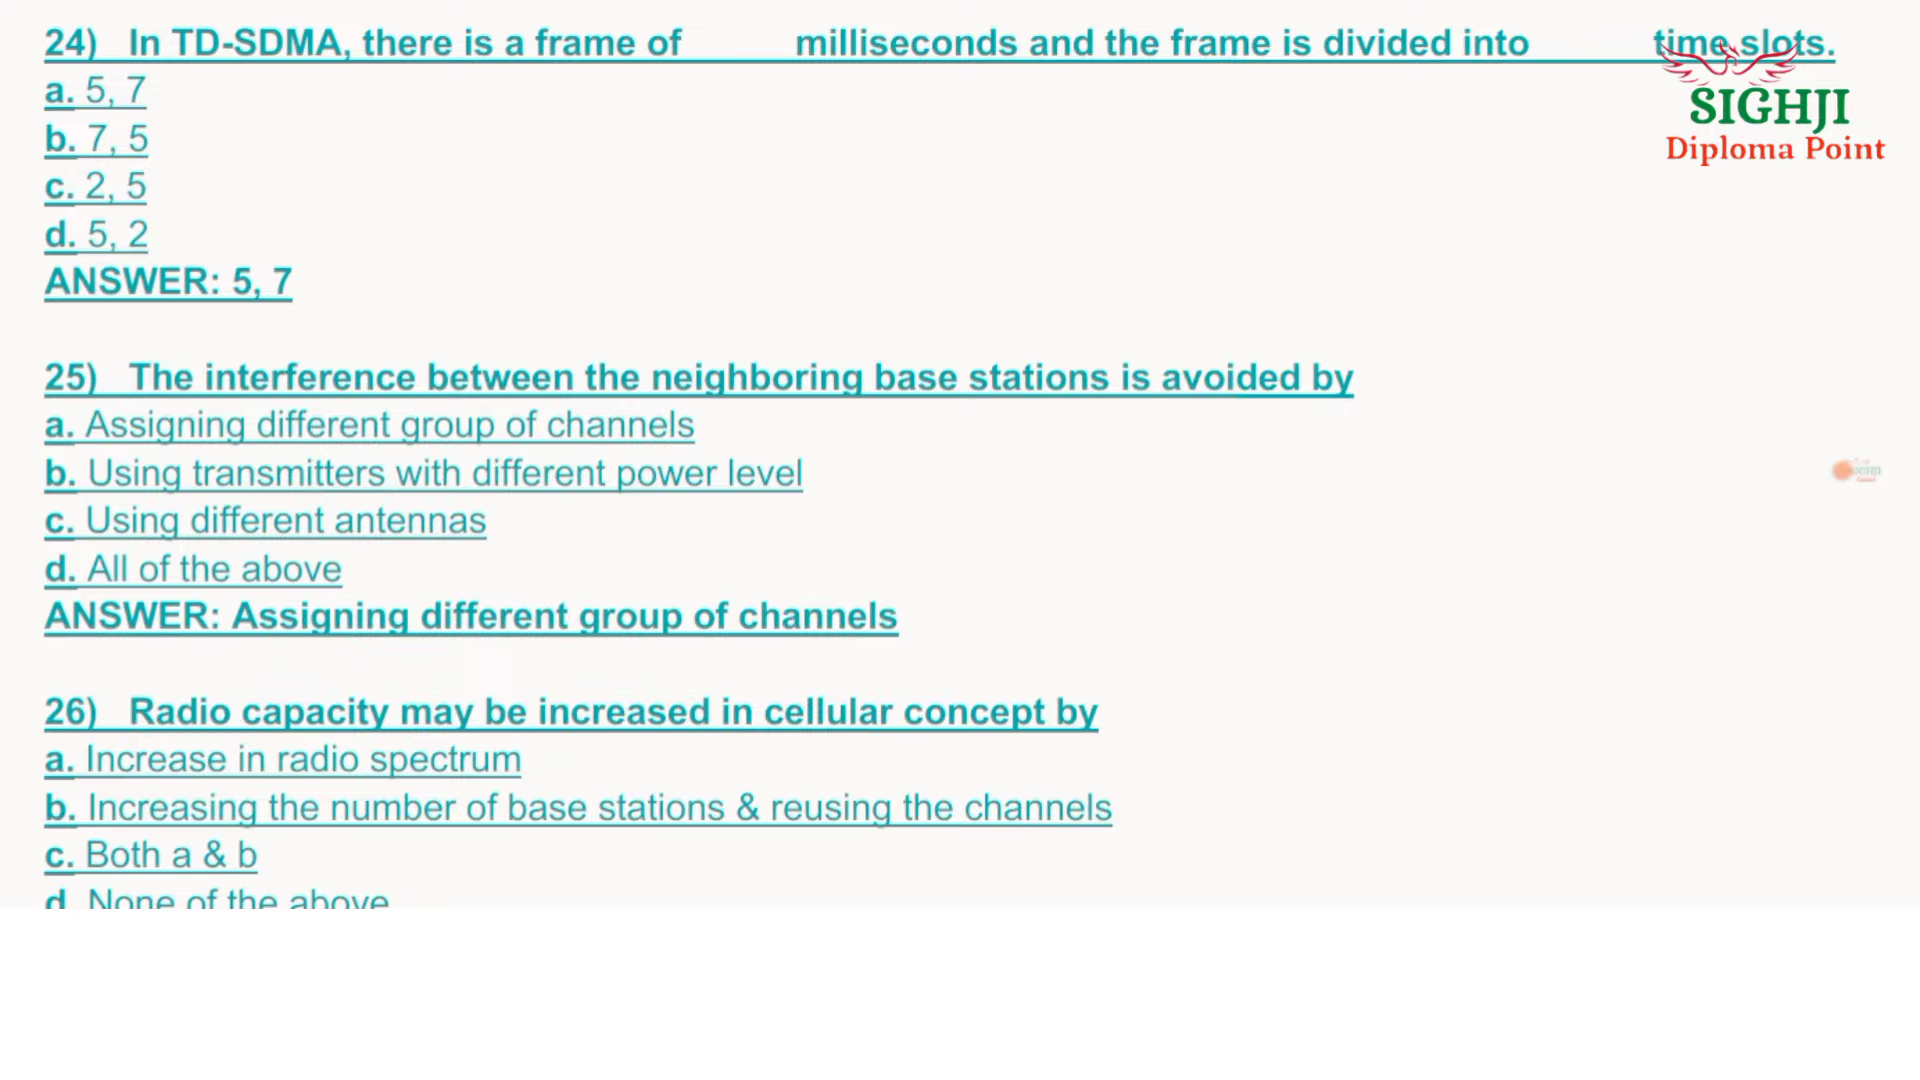 24) In TD-SDMA, there is a frame of milliseconds and the frame is divided into time slots.
a. 5, 7
b. 7, 5
c. 2, 5
d. 5, 2
ANSWER: 5, 7
SIGHJI
Diploma Point
25) The interference between the neighboring base stations is avoided by
a. Assigning different group of channels
b. Using transmitters with different power level
c. Using different antennas
d. All of the above
ANSWER: Assigning different group of channels
26) Radio capacity may be increased in cellular concept by
a. Increase in radio spectrum
b. Increasing the number of base stations & reusing the channels
c. Both a & b
d. None of the above